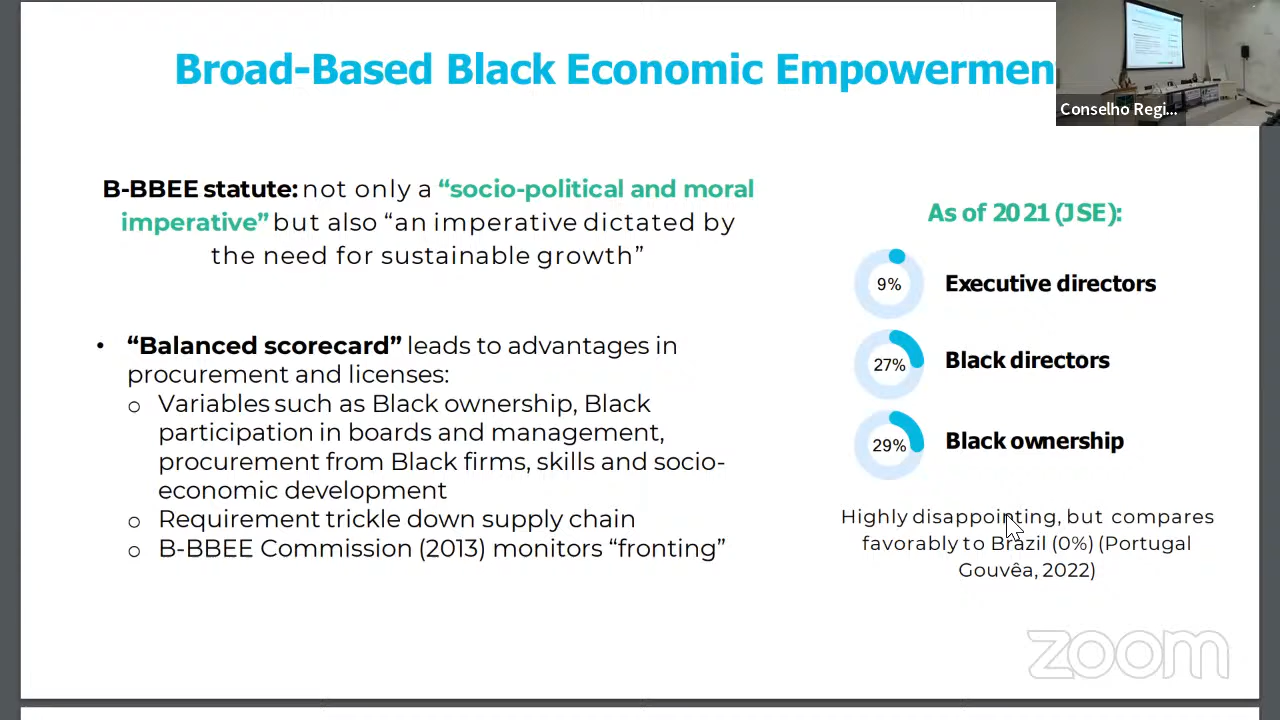 Broad-Based Black Economic Empowermen
Conselho Regi...
B-BBEE statute: not only a “socio-political and moral
imperative” but also “an imperative dictated by
the need for sustainable growth”
• “Balanced scorecard” leads to advantages in
procurement and licenses:
o Variables such as Black ownership, Black
participation in boards and management,
procurement from Black firms, skills and socio-
economic development
o Requirement trickle down supply chain
o B-BBEE Commission (2013) monitors “fronting”
As of 2021 (JSE):
9% Executive directors
27% Black directors
29% Black ownership
Highly disappointing, but compares
favorably to Brazil (0%) (Portugal
Gouvêa, 2022)
zoom